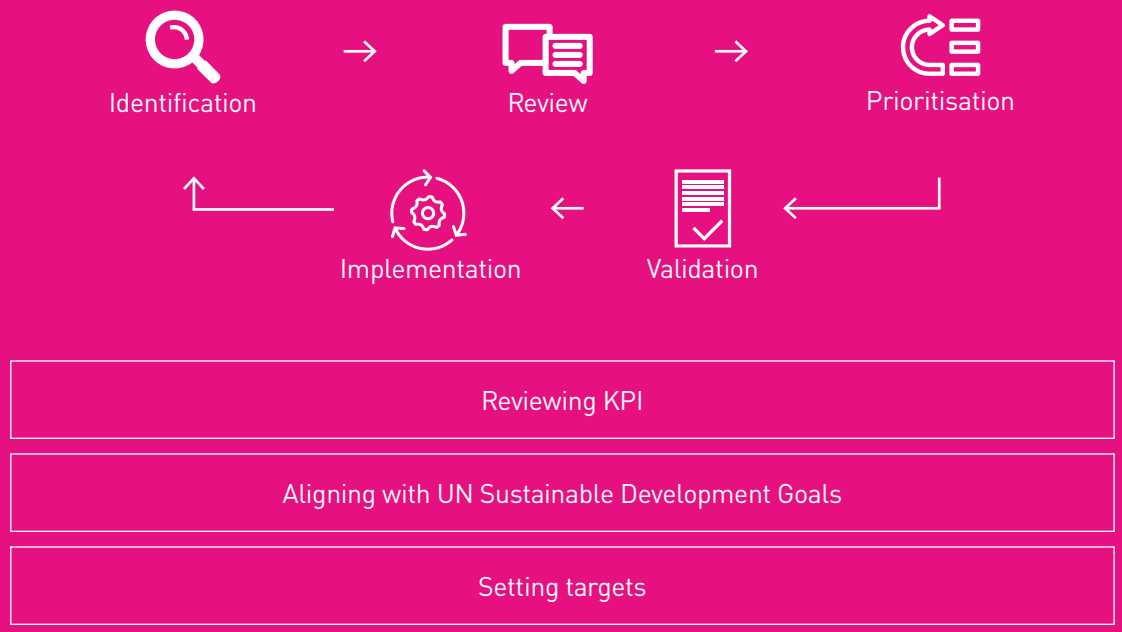 Identification
Review
Prioritisation
Implementation
Validation
Reviewing KPI
Aligning with UN Sustainable Development Goals
Setting targets